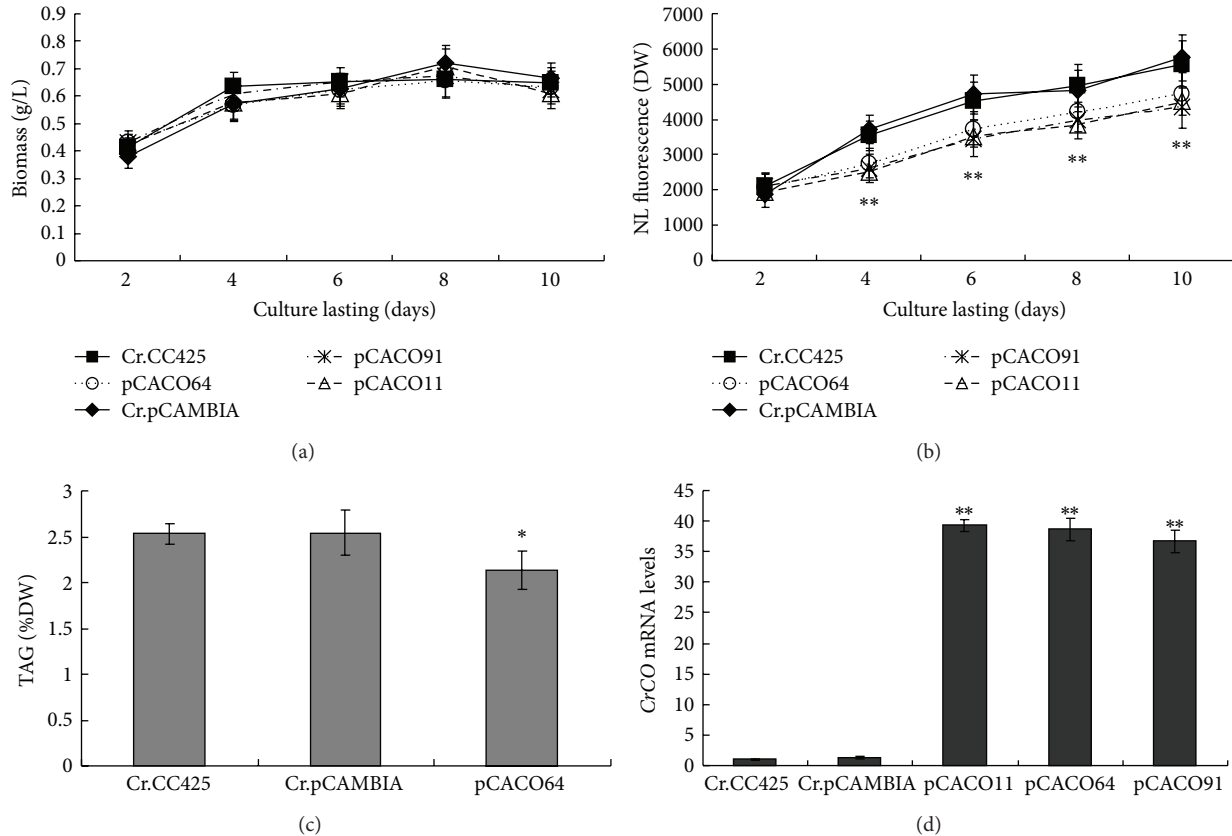 0.9
0.8
0.7
0.6
0.5
0.4
0.3
0.2
0.1
0
Biomass (g/L)
2 4 6 8 10
Culture lasting (days)
Cr.CC425
pCACO64
Cr.pCAMBIA
pCACO91
pCACO11
(a)
7000
6000
5000
4000
3000
2000
1000
0
NL fluorescence (DW)
** ** ** **
2 4 6 8 10
Culture lasting (days)
Cr.CC425
pCACO64
Cr.pCAMBIA
pCACO91
pCACO11
(b)
3
2.5
2
1.5
1
0.5
0
TAG (%DW)
*
Cr.CC425 Cr.pCAMBIA pCACO64
(c)
45
40
35
30
25
20
15
10
5
0
CrCO mRNA levels
** ** **
Cr.CC425 Cr.pCAMBIA pCACO11 pCACO64 pCACO91
(d)